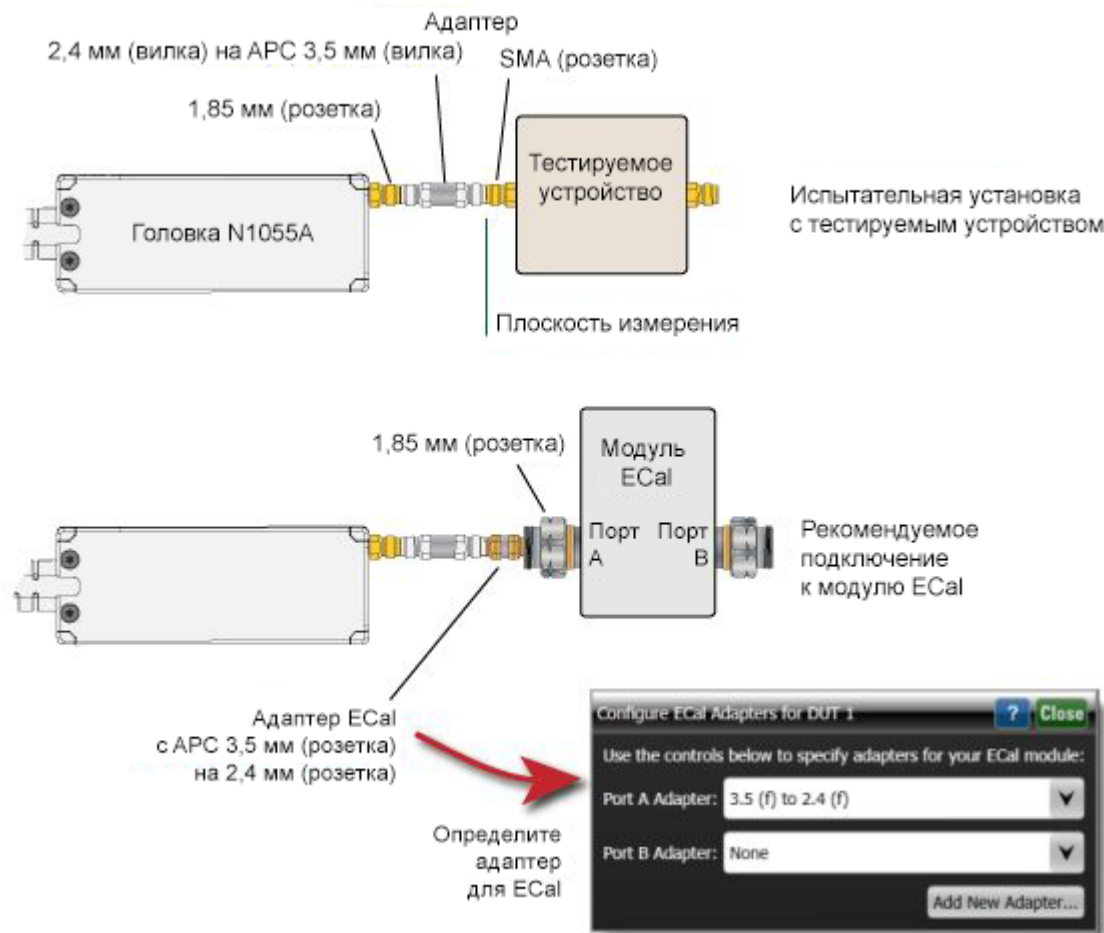 Адаптер
2,4 мм (вилка) на APC 3,5 мм (вилка)
SMA (розетка)
1,85 мм (розетка)
Тестируемое
устройство
Головка N1055A
Испытательная установка
с тестируемым устройством
Плоскость измерения
1,85 мм (розетка)
Модуль
ECal
Порт
A
Порт
B
Рекомендуемое
подключение
к модулю ECal
Адаптер ECal
с APC 3,5 мм (розетка)
на 2,4 мм (розетка)
Определите
адаптер
для ECal
Configure ECal Adapters for DUT 1
?
Close
Use the controls below to specify adapters for your ECal module:
Port A Adapter: 3.5 (f) to 2.4 (f)
Port B Adapter: None
Add New Adapter...